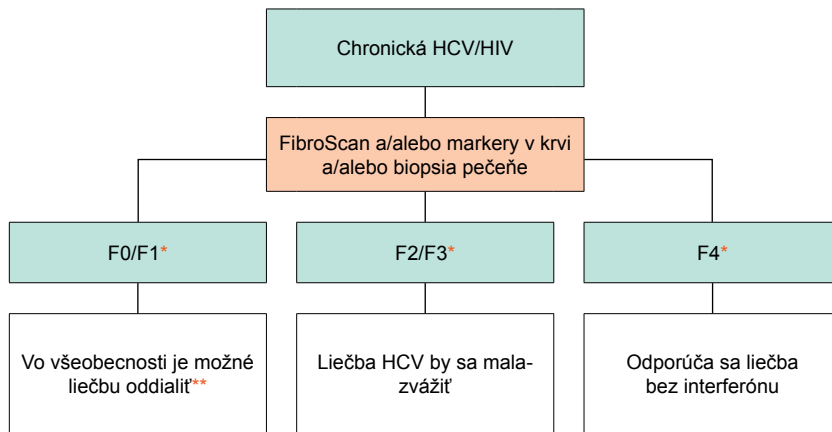 Chronická HCV/HIV
FibroScan a/alebo markery v krvi
a/alebo biopsia pečeňe
F0/F1*
F2/F3*
F4*
Vo všeobecnosti je možné
liečbu oddialiť**
Liečba HCV by sa mala-
zvážiť
Odporúča sa liečba
bez interferónu